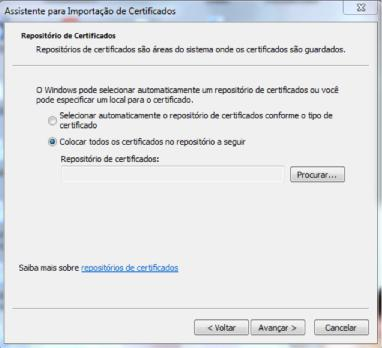 Assistente para Importação de Certificados
Repositório de Certificados
Repositórios de certificados são áreas do sistema onde os certificados são guardados.
O Windows pode selecionar automaticamente um repositório de certificados ou você
pode especificar um local para o certificado.
Selecionar automaticamente o repositório de certificados conforme o tipo de
certificado
Colocar todos os certificados no repositório a seguir
Repositório de certificados:
Procurar...
Saiba mais sobre repositórios de certificados
< Voltar Avançar > Cancelar